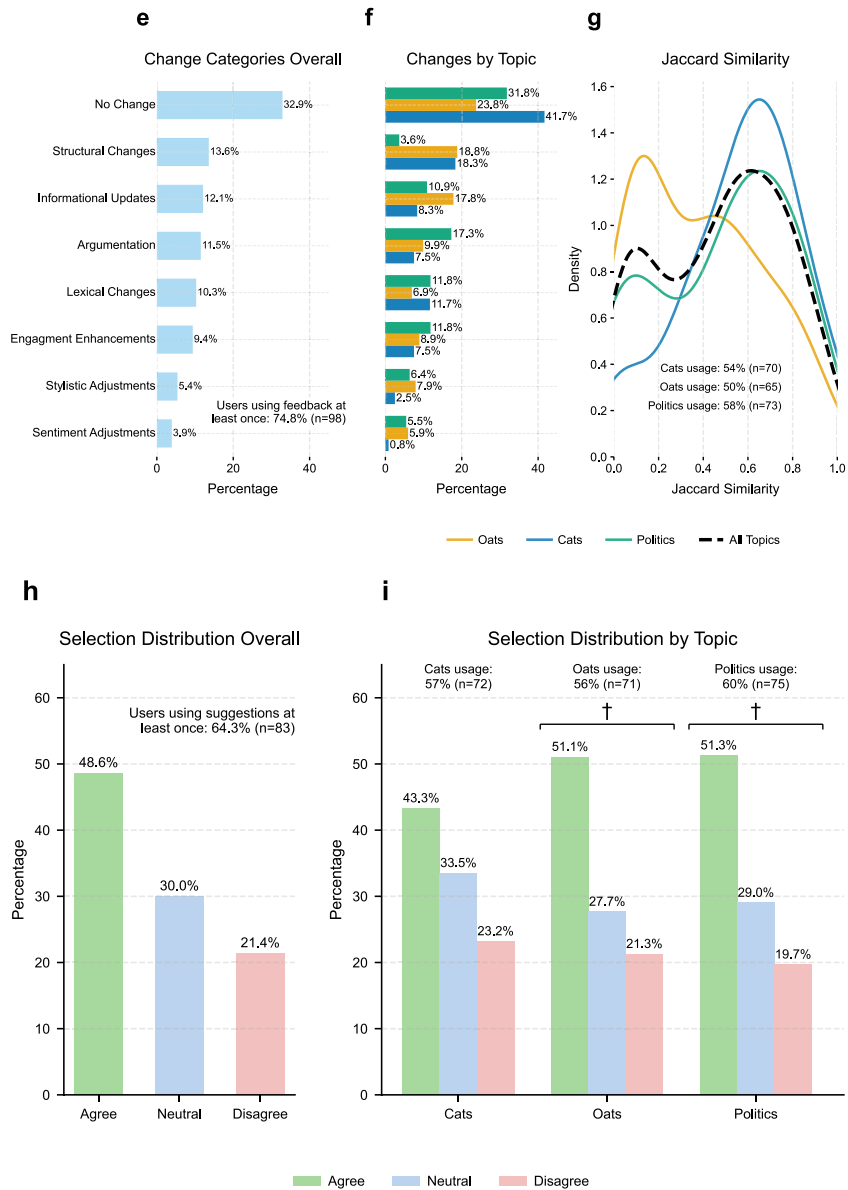 e
Change Categories Overall
No Change
32.9%
Structural Changes
13.6%
Informational Updates
12.1%
Argumentation
11.5%
Lexical Changes
10.3%
Engagment Enhancements
9.4%
Stylistic Adjustments
5.4%
Users using feedback at
least once: 74.8% (n=98)
Sentiment Adjustments
3.9%
0 20 40
Percentage
f
Changes by Topic
31.8%
23.8%
41.7%
3.6%
18.8%
18.3%
10.9%
17.8%
8.3%
17.3%
9.9%
7.5%
11.8%
6.9%
11.7%
11.8%
8.9%
7.5%
6.4%
7.9%
2.5%
5.5%
5.9%
0.8%
0 20 40
Percentage
g
Jaccard Similarity
Density
1.6
1.4
1.2
1.0
0.8
0.6
0.4
0.2
0.0
Cats usage: 54% (n=70)
Oats usage: 50% (n=65)
Politics usage: 58% (n=73)
0.0 0.2 0.4 0.6 0.8 1.0
Jaccard Similarity
Oats Cats Politics All Topics
h
Selection Distribution Overall
Percentage
60
50
40
30
20
10
0
Users using suggestions at
least once: 64.3% (n=83)
48.6%
30.0%
21.4%
Agree Neutral Disagree
i
Selection Distribution by Topic
Percentage
60
50
40
30
20
10
0
Cats usage:
57% (n=72)
Oats usage:
56% (n=71)
Politics usage:
60% (n=75)
† †
43.3%
33.5%
23.2%
51.1%
27.7%
21.3%
51.3%
29.0%
19.7%
Cats Oats Politics
Agree Neutral Disagree